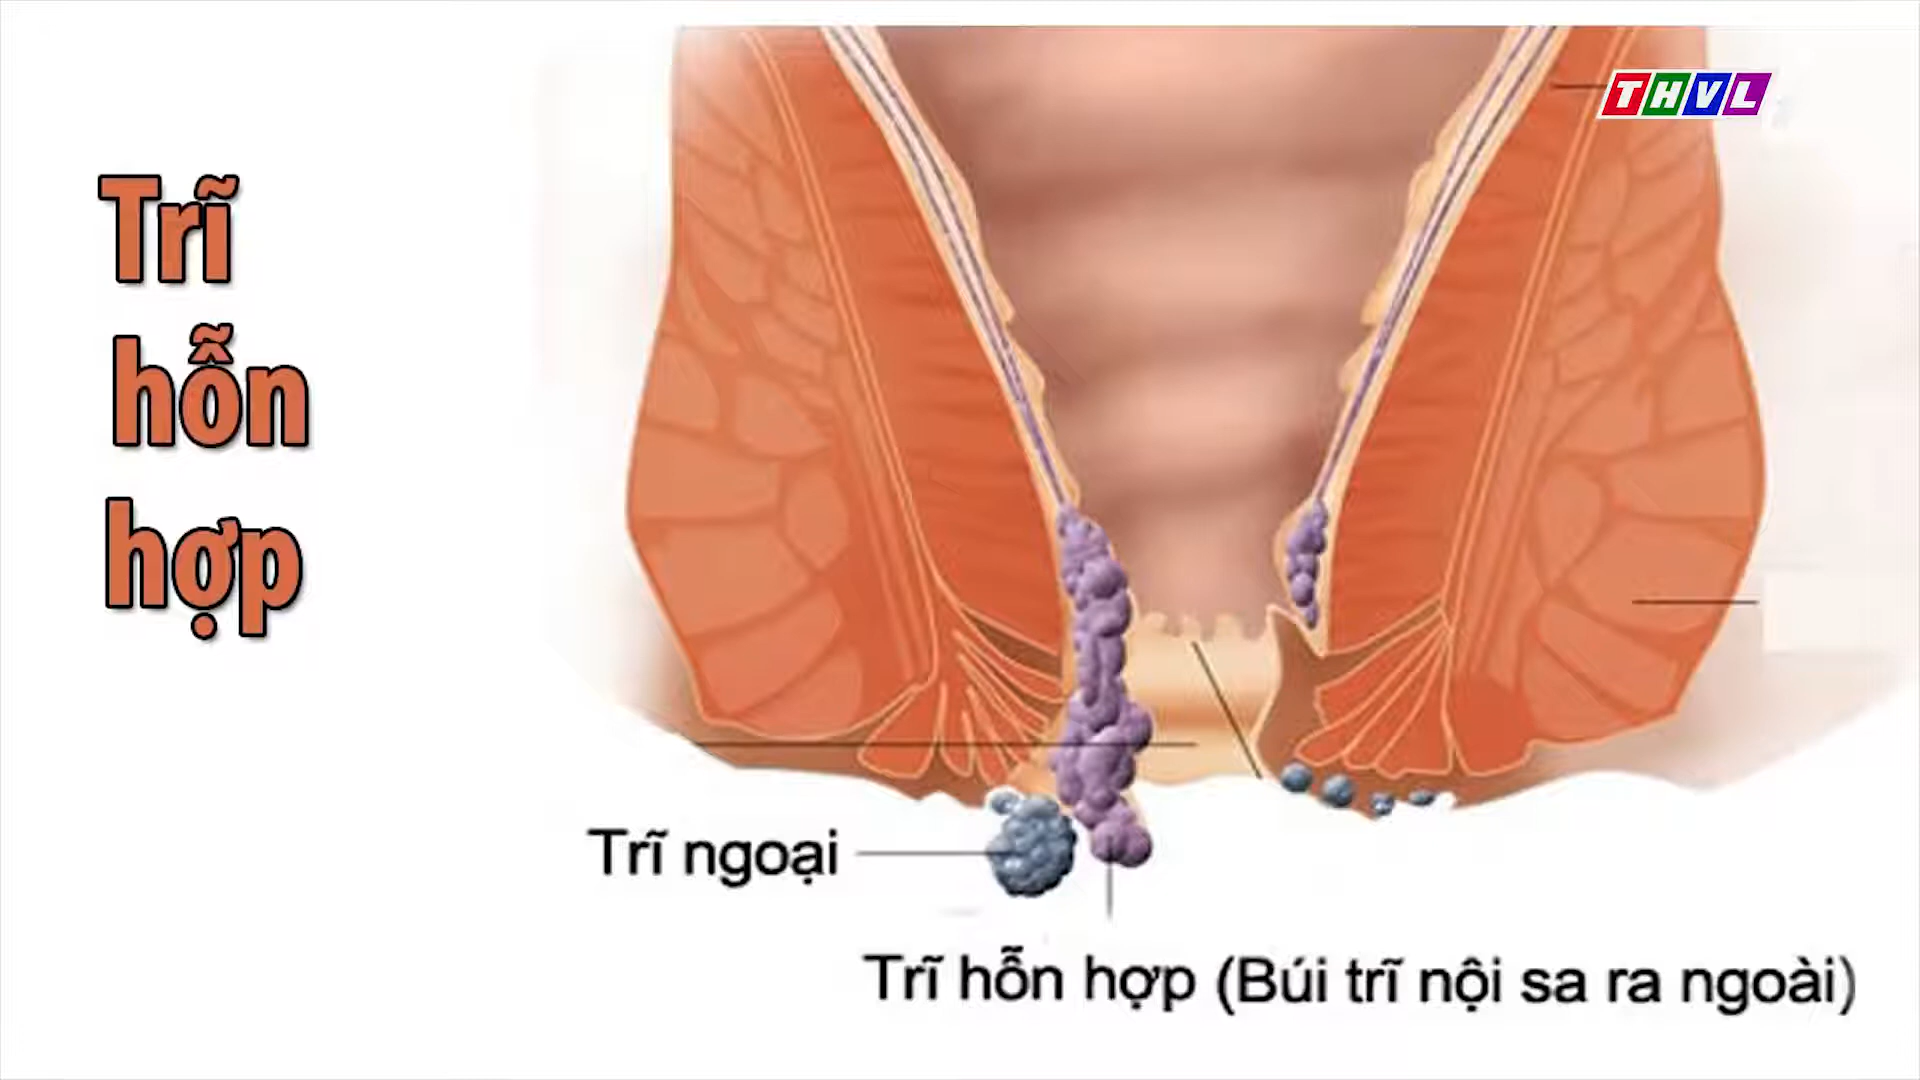 THVL
Trĩ
hỗn
hợp
Trĩ ngoại
Trĩ hỗn hợp (Búi trĩ nội sa ra ngoài)